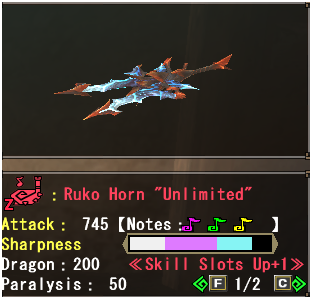 Z : Ruko Horn "Unlimited"
Attack : 745【Notes :♪ ♪ ♪ 】
Sharpness
Dragon : 200 ≪Skill Slots Up+1≫
Paralysis : 50 F 1/2 C